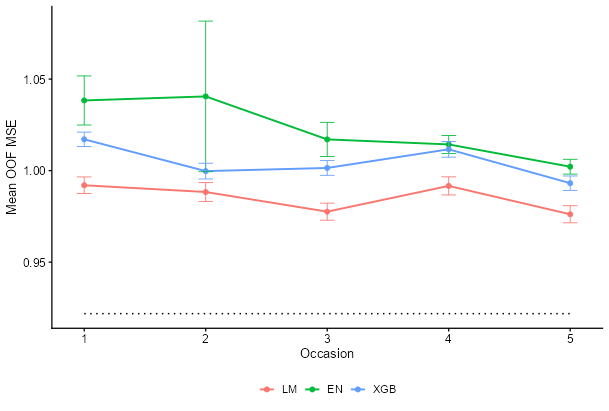 Mean OOF MSE
1.05
1.00
0.95
1 2 3 4 5
Occasion
LM EN XGB